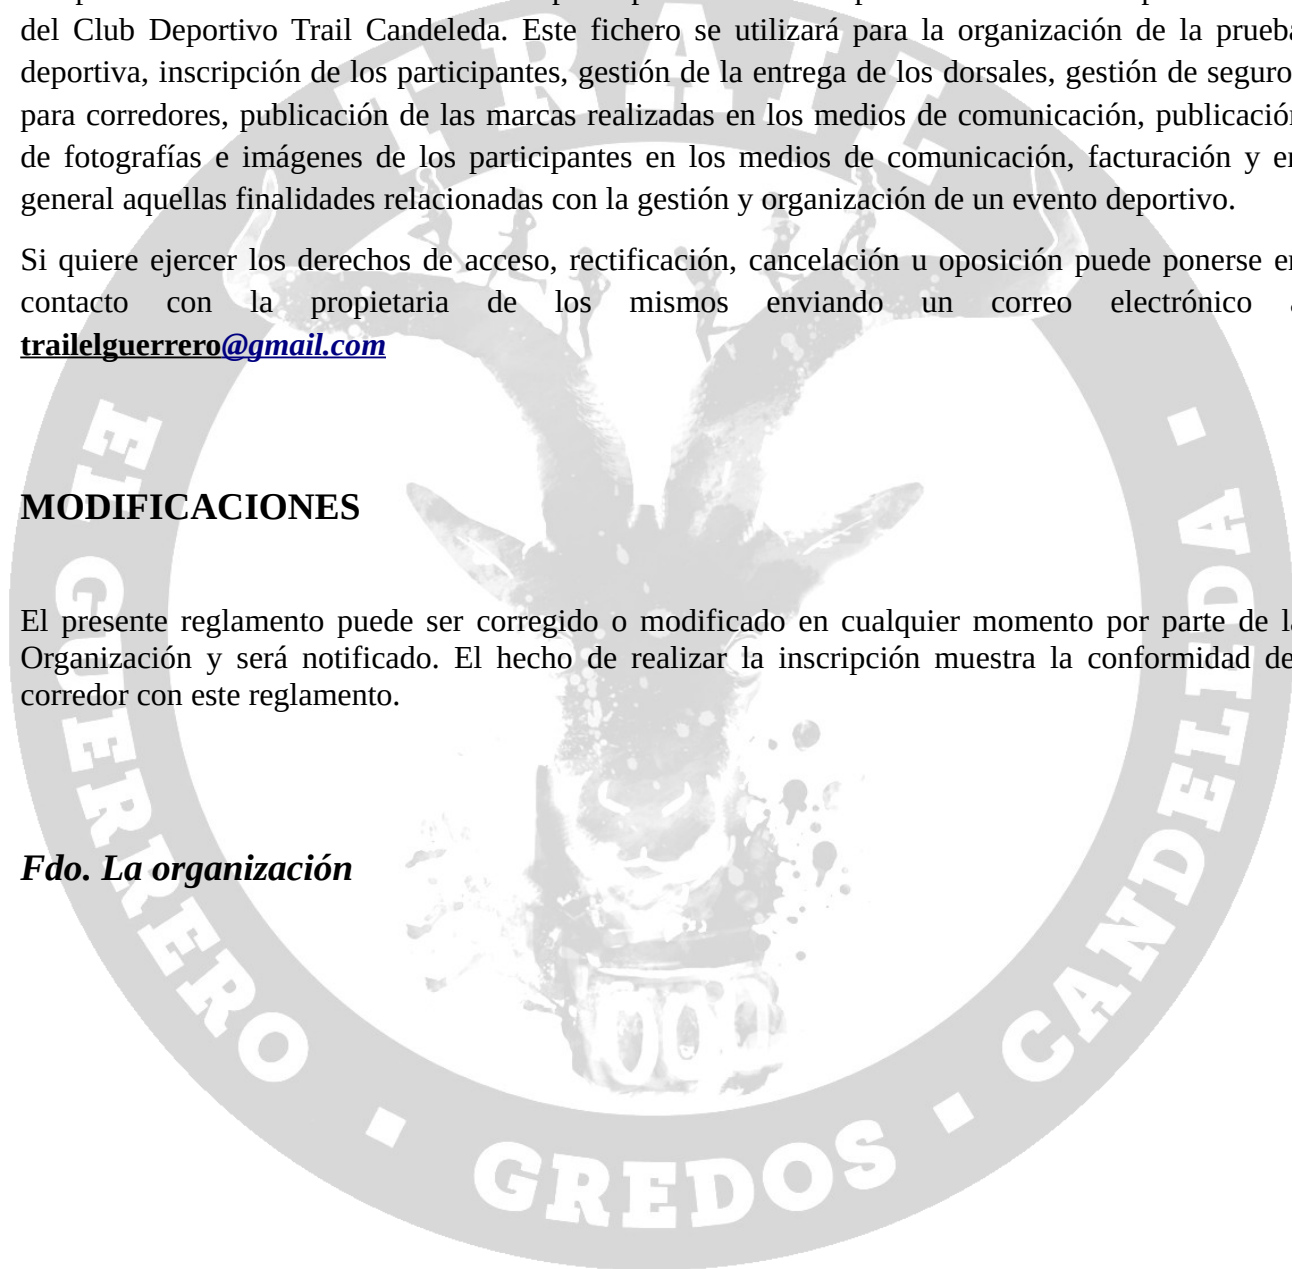 del Club Deportivo Trail Candeleda. Este fichero se utilizará para la organización de la prueba
deportiva, inscripción de los participantes, gestión de la entrega de los dorsales, gestión de seguro
para corredores, publicación de las marcas realizadas en los medios de comunicación, publicación
de fotografías e imágenes de los participantes en los medios de comunicación, facturación y en
general aquellas finalidades relacionadas con la gestión y organización de un evento deportivo.
Si quiere ejercer los derechos de acceso, rectificación, cancelación u oposición puede ponerse en
contacto con la propietaria de los mismos enviando un correo electrónico a
trailelguerrero@gmail.com
MODIFICACIONES
El presente reglamento puede ser corregido o modificado en cualquier momento por parte de la
Organización y será notificado. El hecho de realizar la inscripción muestra la conformidad de
corredor con este reglamento.
Fdo. La organización
TRAIL
EL GUERRERO
GREDOS
CANDELEDA